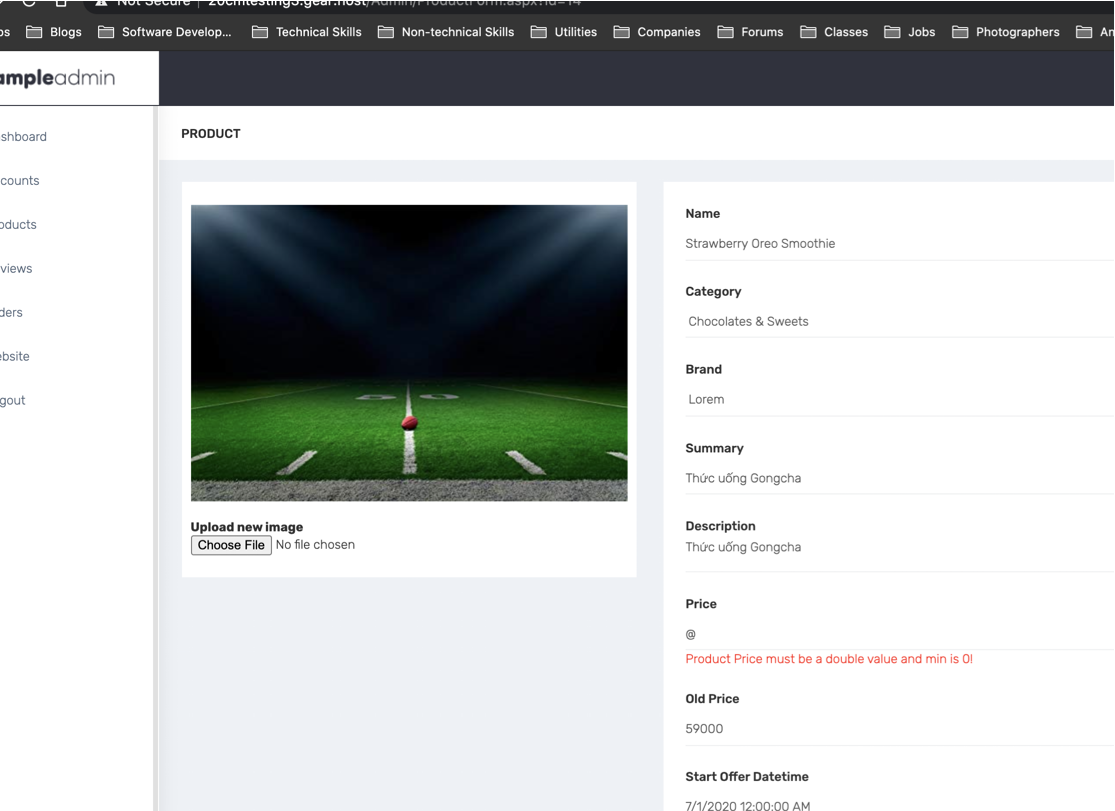 Not Secure
20cmtesting3.gear.host/Admin/ProductForm.aspx?id=14
ps
Blogs
Software Develop...
Technical Skills
Non-technical Skills
Utilities
Companies
Forums
Classes
Jobs
Photographers
An
ampleadmin
shboard
counts
oducts
views
ders
ebsite
gout
PRODUCT
5 0
Upload new image
Choose File No file chosen
Name
Strawberry Oreo Smoothie
Category
Chocolates & Sweets
Brand
Lorem
Summary
Thức uống Gongcha
Description
Thức uống Gongcha
Price
@
Product Price must be a double value and min is 0!
Old Price
59000
Start Offer Datetime
7/1/2020 12:00:00 AM